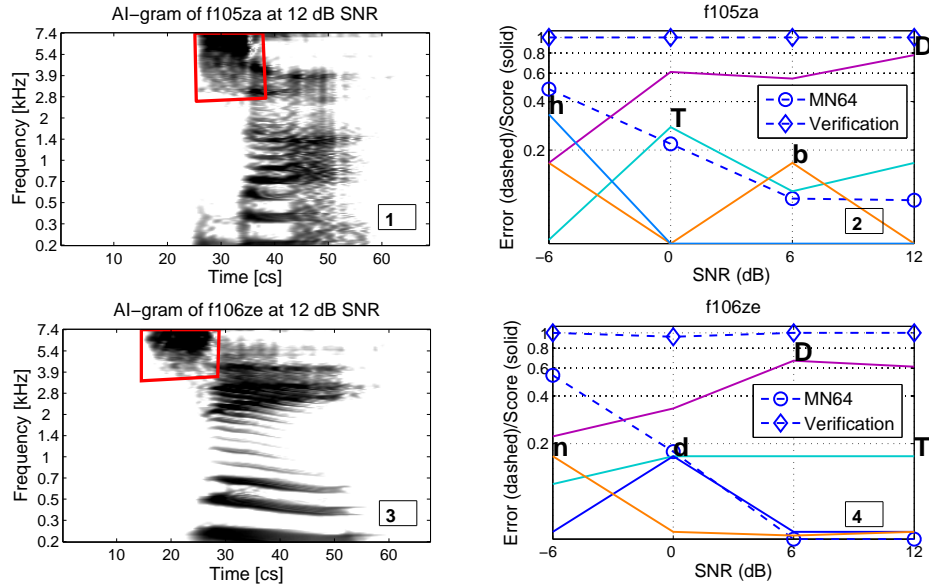 AI−gram of f105za at 12 dB SNR
7.4
5.4
3.9
2.8
2
1.4
1
0.7
0.5
0.3
0.2
Frequency [kHz]
1
10 20 30 40 50 60
Time [cs]
f105za
1
0.8
0.6
0.4
0.2
Error (dashed)/Score (solid)
D
h
T
b
MN64
Verification
2
−6 0 6 12
SNR (dB)
AI−gram of f106ze at 12 dB SNR
7.4
5.4
3.9
2.8
2
1.4
1
0.7
0.5
0.3
0.2
Frequency [kHz]
3
0 10 20 30 40 50 60
Time [cs]
f106ze
1
0.8
0.6
0.4
0.2
Error (dashed)/Score (solid)
D
n
d
T
MN64
Verification
4
−6 0 6 12
SNR (dB)